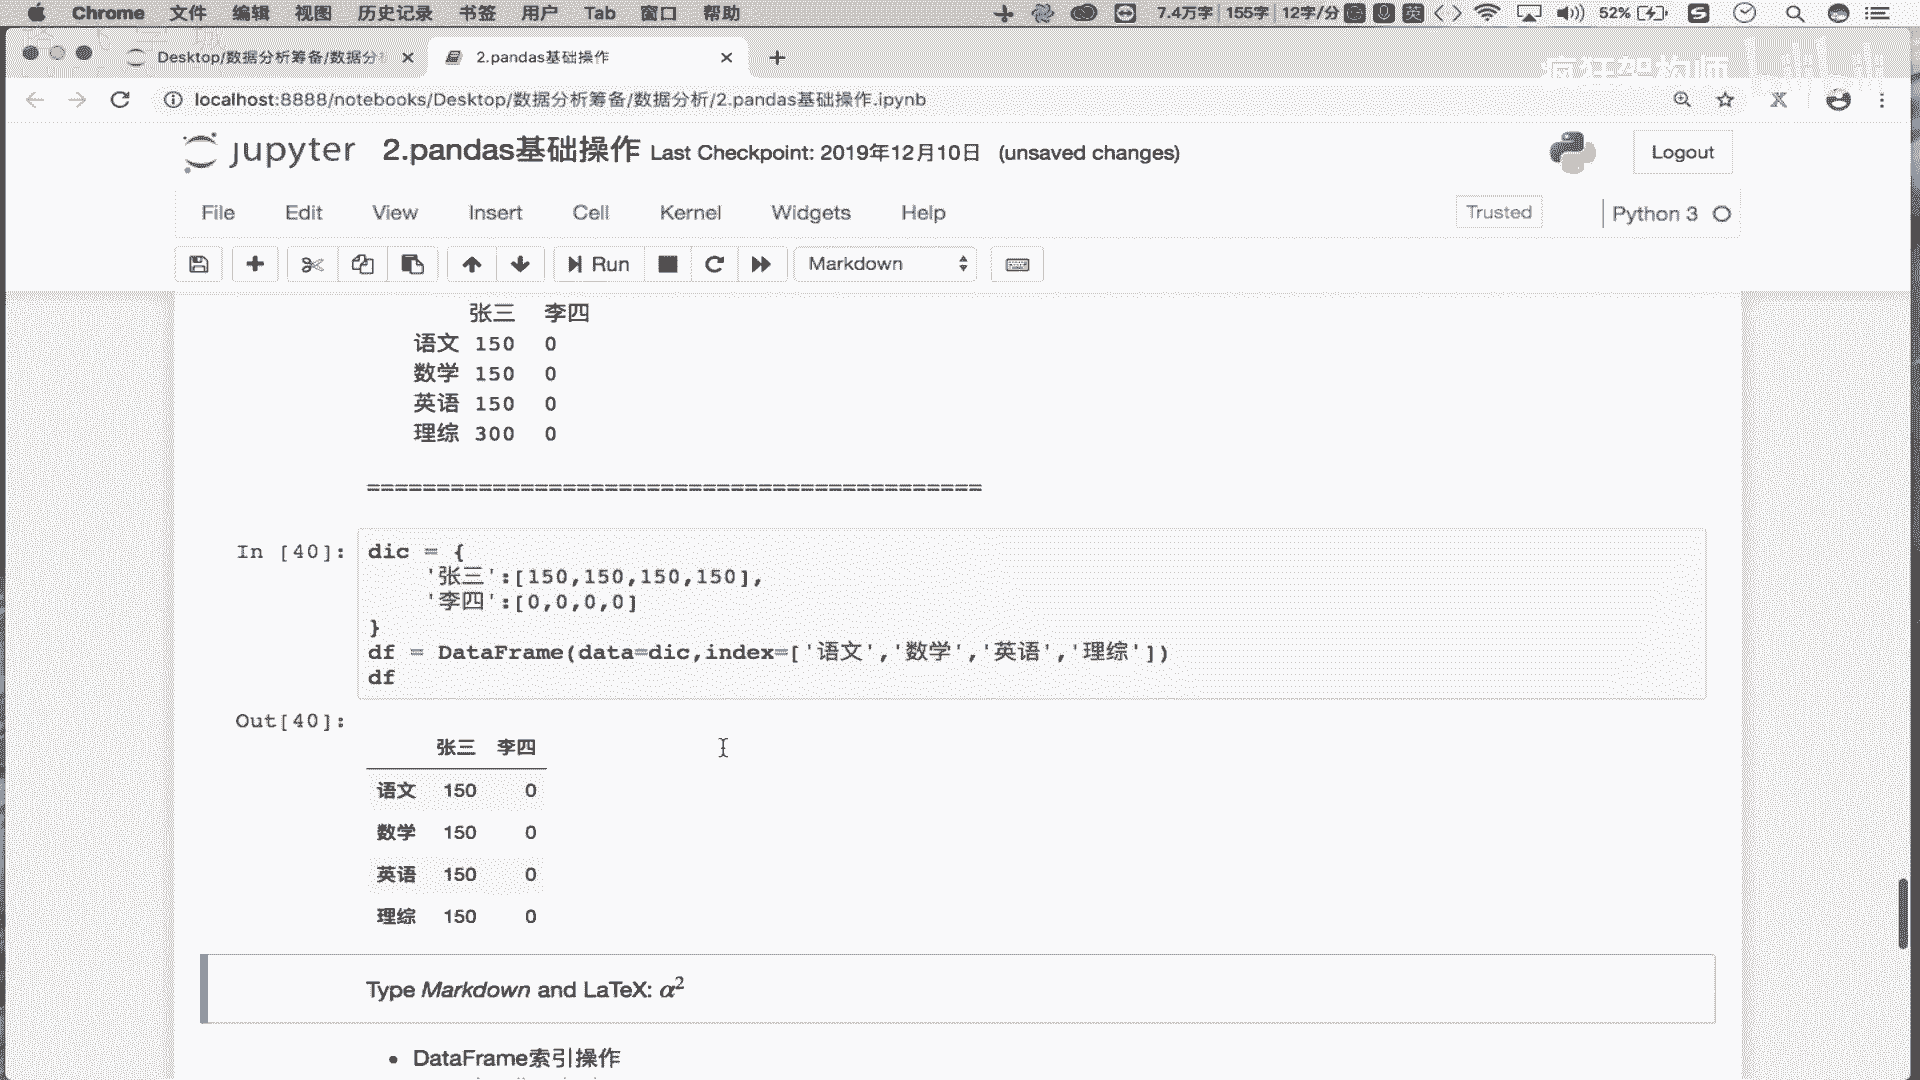 Chrome 文件 编辑 视图 历史记录 书签 用户 Tab 窗口 帮助 7.4万字 155字 12字/分 英 52%
Desktop/数据分析筹备/数据分 2.pandas基础操作
疯狂架构师
localhost:8888/notebooks/Desktop/数据分析筹备/数据分析/2.pandas基础操作.ipynb
jupyter 2.pandas基础操作 Last Checkpoint: 2019年12月10日 (unsaved changes) Logout
File Edit View Insert Cell Kernel Widgets Help Trusted Python 3
Run Markdown
张三 李四
语文 150 0
数学 150 0
英语 150 0
理综 300 0
============================================
In [40]: dic = {
'张三':[150,150,150,150],
'李四':[0,0,0,0]
}
df = DataFrame(data=dic,index=['语文','数学','英语','理综'])
df
Out[40]:
张三 李四
语文 150 0
数学 150 0
英语 150 0
理综 150 0
Type Markdown and LaTeX: α²
• DataFrame索引操作